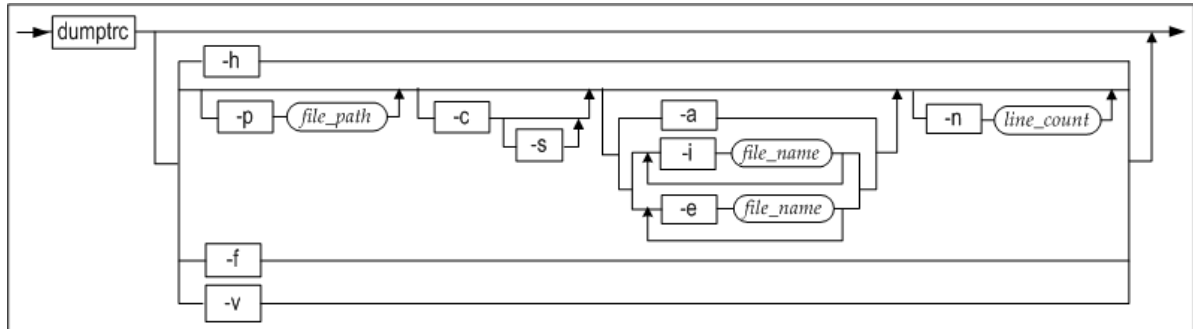 dumptrc
-h
-p file_path -c -s -a -n line_count
-i file_name
-e file_name
-f
-v